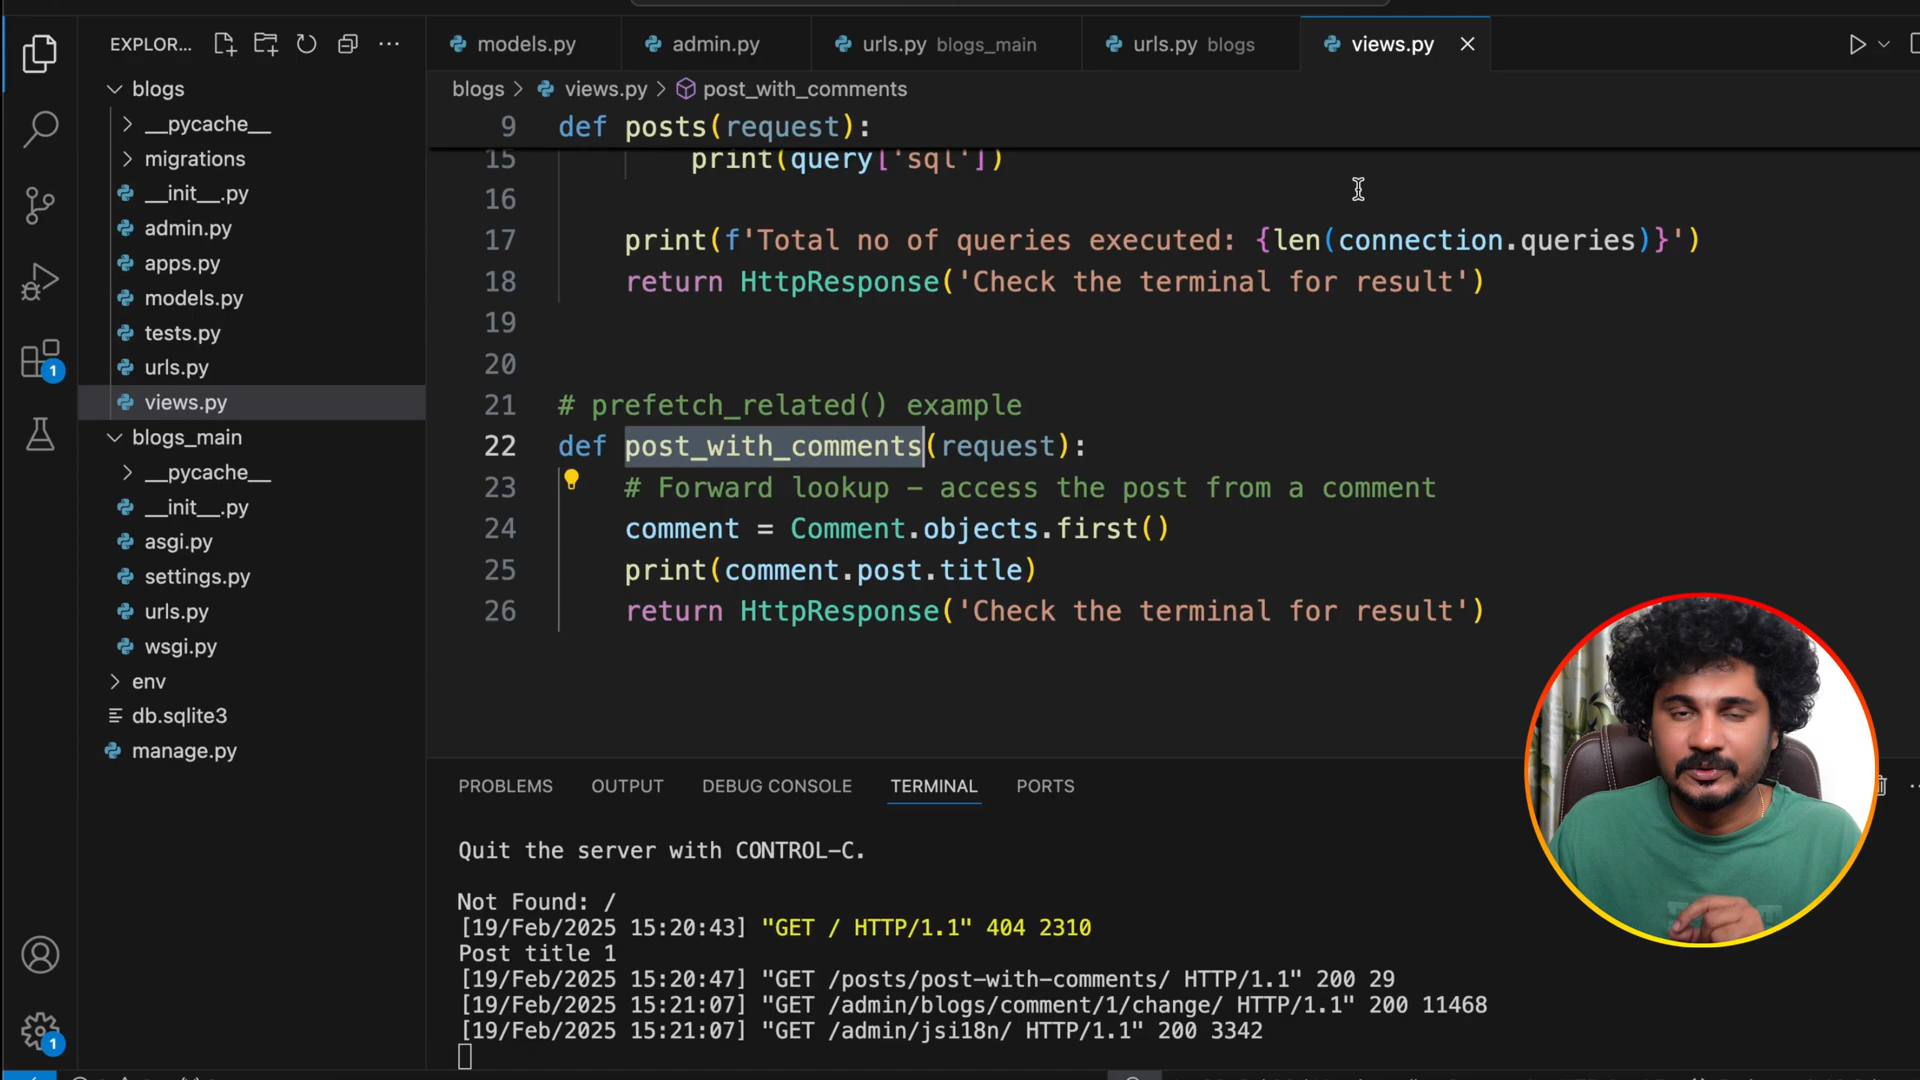 EXPLOR...
models.py
admin.py
urls.py blogs_main
urls.py blogs
views.py
blogs
__pycache__
migrations
__init__.py
admin.py
apps.py
models.py
tests.py
urls.py
views.py
blogs_main
__pycache__
__init__.py
asgi.py
settings.py
urls.py
wsgi.py
env
db.sqlite3
manage.py
1
1
blogs > views.py > post_with_comments
9 def posts(request):
15 print(query['sql'])
16
17 print(f'Total no of queries executed: {len(connection.queries)}')
18 return HttpResponse('Check the terminal for result')
19
20
21 # prefetch_related() example
22 def post_with_comments(request):
23 # Forward lookup – access the post from a comment
24 comment = Comment.objects.first()
25 print(comment.post.title)
26 return HttpResponse('Check the terminal for result')
PROBLEMS OUTPUT DEBUG CONSOLE TERMINAL PORTS
Quit the server with CONTROL-C.
Not Found: /
[19/Feb/2025 15:20:43] "GET / HTTP/1.1" 404 2310
Post title 1
[19/Feb/2025 15:20:47] "GET /posts/post-with-comments/ HTTP/1.1" 200 29
[19/Feb/2025 15:21:07] "GET /admin/blogs/comment/1/change/ HTTP/1.1" 200 11468
[19/Feb/2025 15:21:07] "GET /admin/jsi18n/ HTTP/1.1" 200 3342